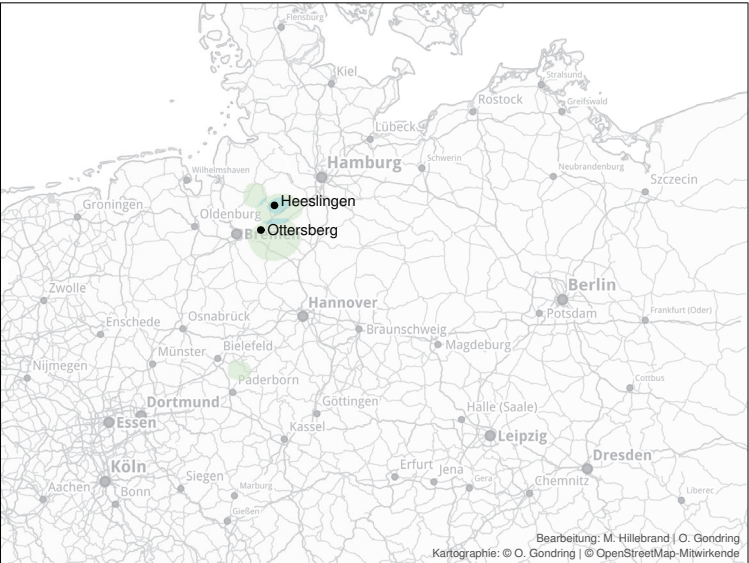 Flensburg
Kiel
Stralsund
Rostock
Greifswald
Lübeck
Hamburg
Schwerin
Wilhelmshaven
Neubrandenburg
Szczecin
Heeslingen
Groningen
Oldenburg
Ottersberg
Bremen
Zwolle
Berlin
Hannover
Potsdam
Frankfurt (Oder)
Enschede
Osnabrück
Braunschweig
Magdeburg
Münster
Bielefeld
Nijmegen
Paderborn
Cottbus
Dortmund
Göttingen
Halle (Saale)
Essen
Kassel
Leipzig
Dresden
Köln
Erfurt
Jena
Siegen
Gera
Chemnitz
Aachen
Bonn
Marburg
Liberec
Gießen
Bearbeitung: M. Hillebrand | O. Gondring
Kartographie: © O. Gondring | © OpenStreetMap-Mitwirkende